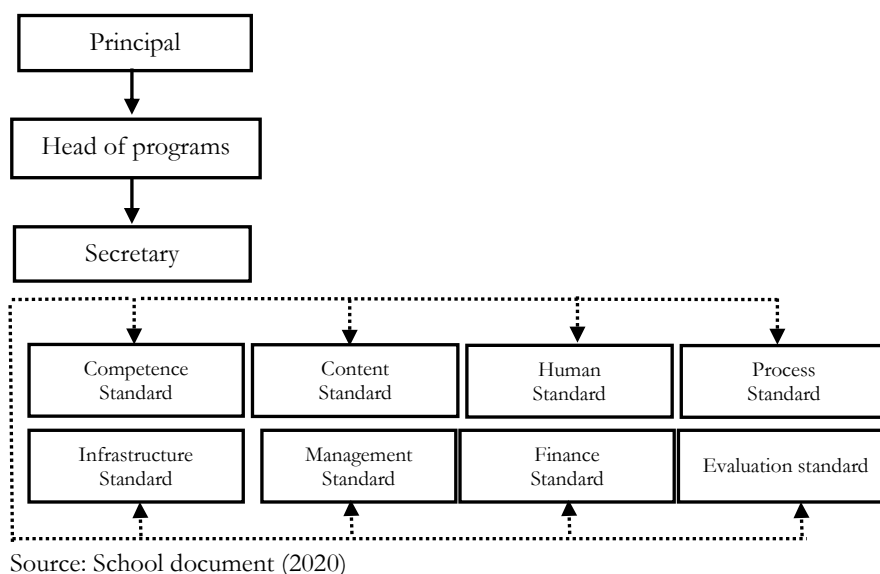 Principal
Head of programs
Secretary
Competence
Standard
Content
Standard
Human
Standard
Process
Standard
Infrastructure
Standard
Management
Standard
Finance
Standard
Evaluation standard
Source: School document (2020)